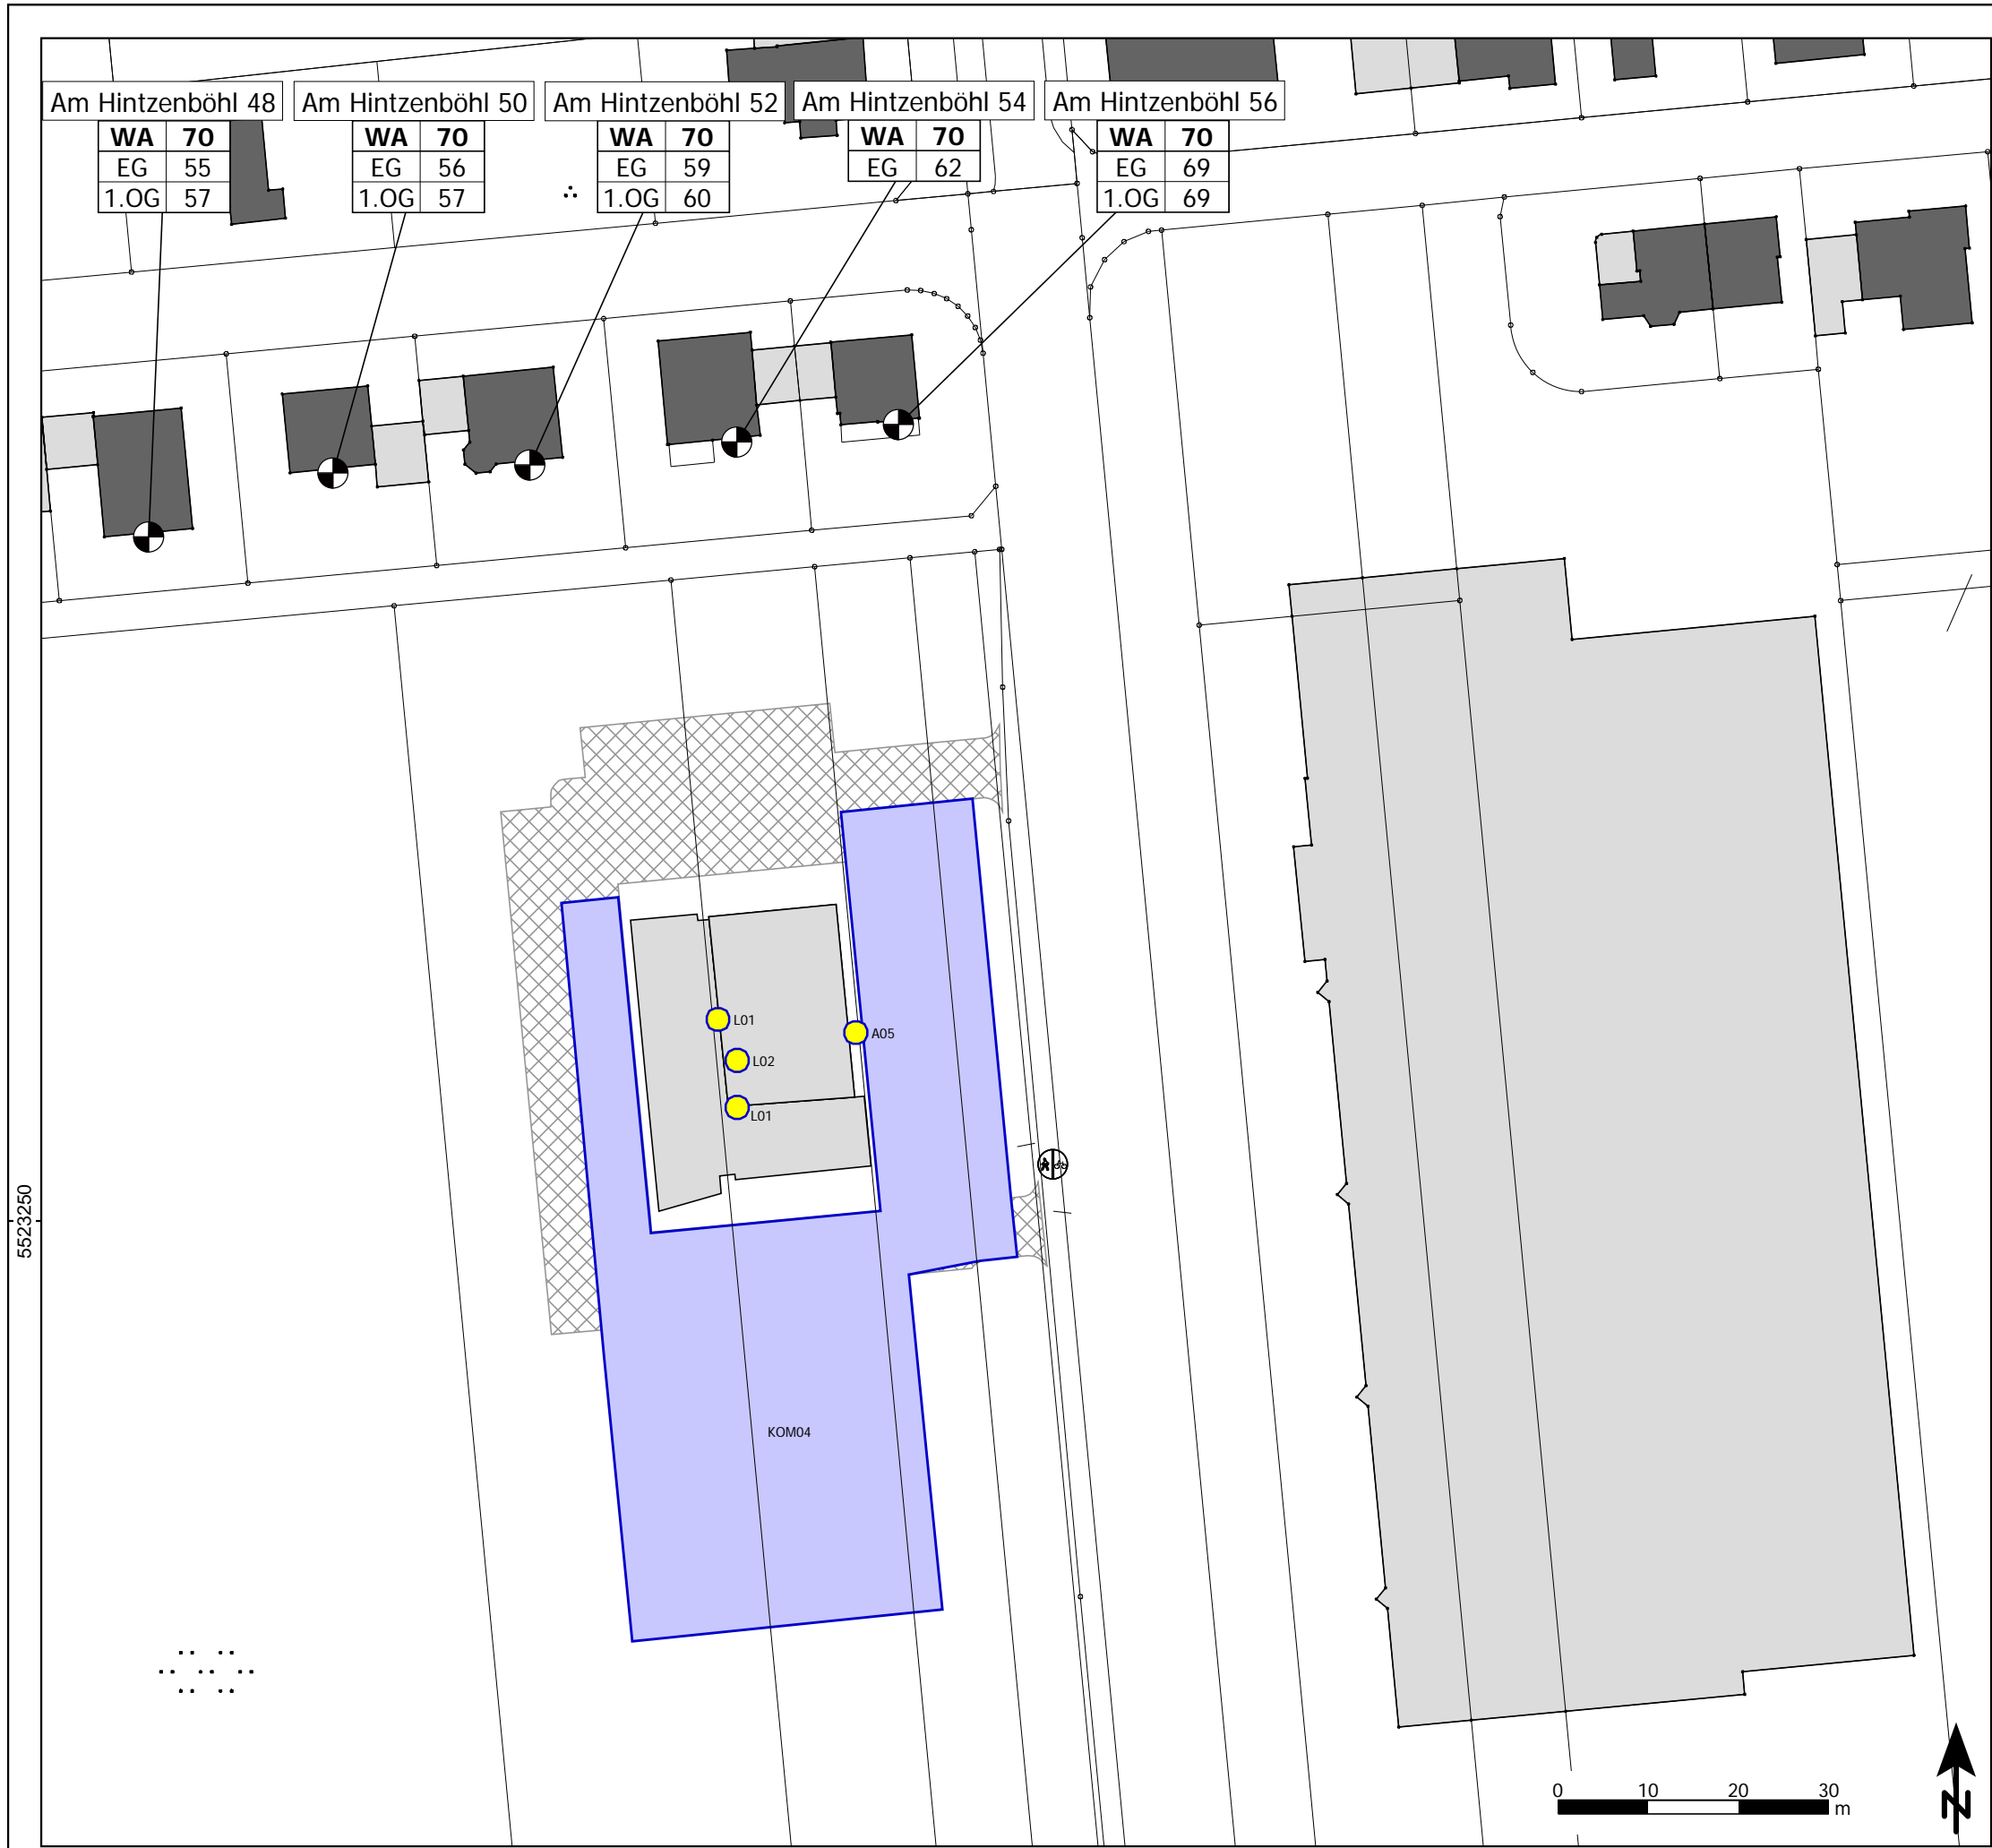 Am Hintzenböhl 48
WA 70
EG 55
1.OG 57
Am Hintzenböhl 50
WA 70
EG 56
1.OG 57
Am Hintzenböhl 52
WA 70
EG 59
1.OG 60
Am Hintzenböhl 54
WA 70
EG 62
Am Hintzenböhl 56
WA 70
EG 69
1.OG 69
L01
A05
L02
L01
5523250
KOM04
0 10 20 30
m
N